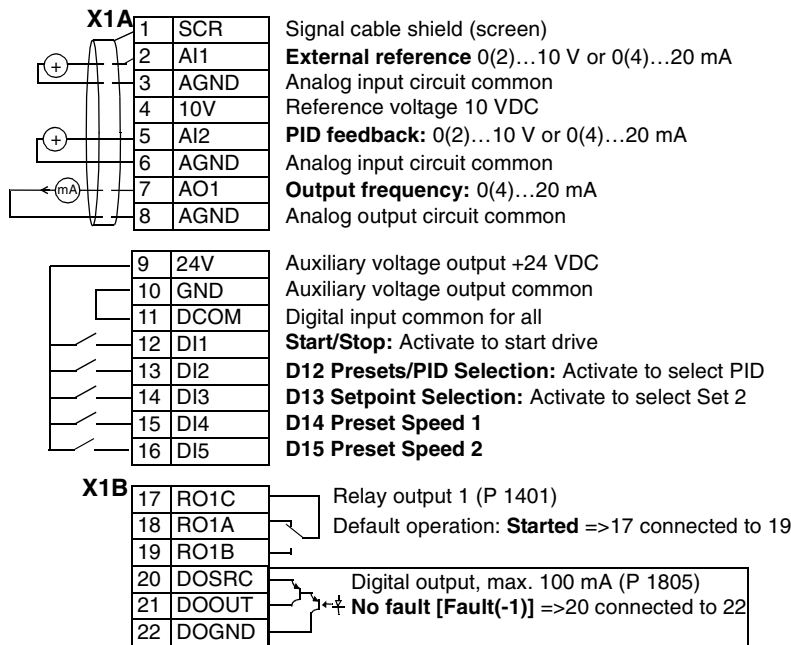 X1A
1 SCR Signal cable shield (screen)
2 AI1 External reference 0(2)…10 V or 0(4)…20 mA
3 AGND Analog input circuit common
4 10V Reference voltage 10 VDC
5 AI2 PID feedback: 0(2)…10 V or 0(4)…20 mA
6 AGND Analog input circuit common
mA 7 AO1 Output frequency: 0(4)…20 mA
8 AGND Analog output circuit common
9 24V Auxiliary voltage output +24 VDC
10 GND Auxiliary voltage output common
11 DCOM Digital input common for all
12 DI1 Start/Stop: Activate to start drive
13 DI2 D12 Presets/PID Selection: Activate to select PID
14 DI3 D13 Setpoint Selection: Activate to select Set 2
15 DI4 D14 Preset Speed 1
16 DI5 D15 Preset Speed 2
X1B
17 RO1C Relay output 1 (P 1401)
18 RO1A Default operation: Started =>17 connected to 19
19 RO1B
20 DOSRC Digital output, max. 100 mA (P 1805)
21 DOOUT No fault [Fault(-1)] =>20 connected to 22
22 DOGND